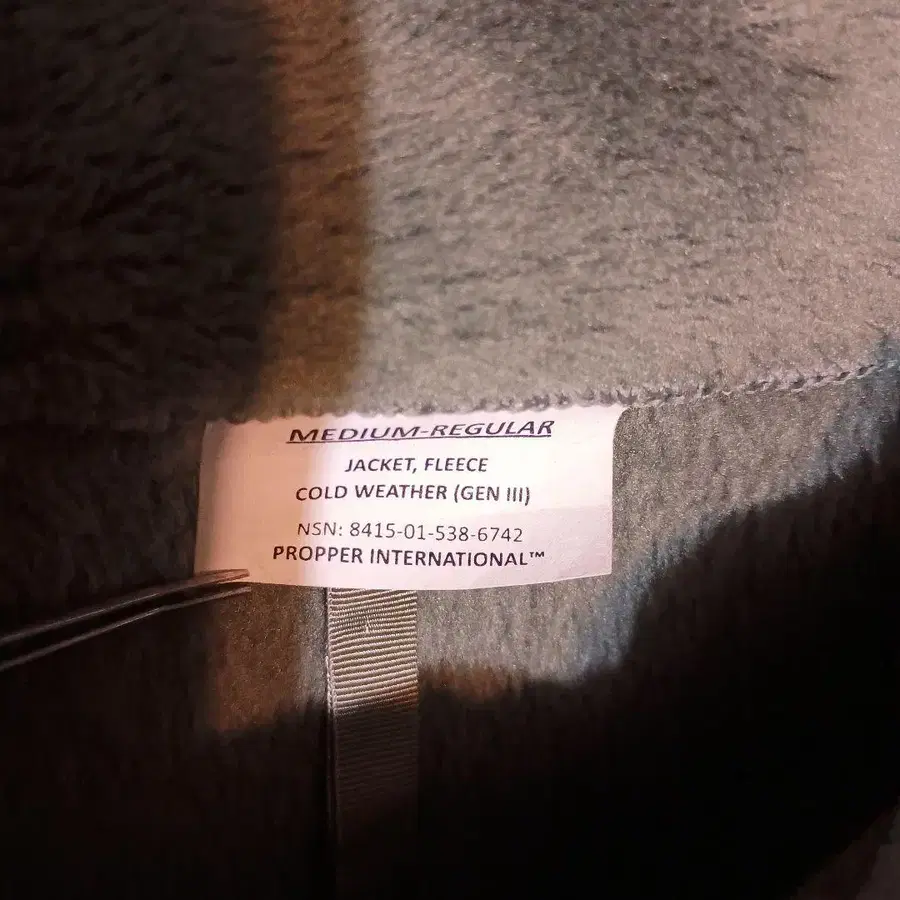 MEDIUM-REGULAR
JACKET, FLEECE
COLD WEATHER (GEN III)
NSN: 8415-01-538-6742
PROPPER INTERNATIONAL™